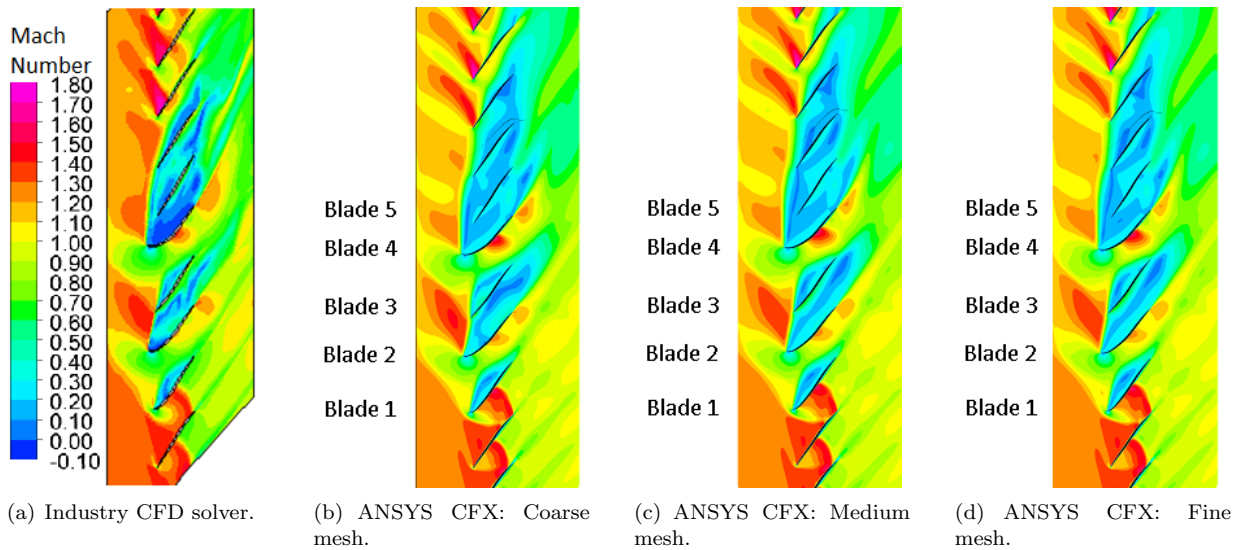 Mach
Number
1.80
1.70
1.60
1.50
1.40
1.30
1.20
1.00
0.90
0.80
0.70
0.60
0.50
0.40
0.30
0.20
0.10
0.00
-0.10
Blade 5
Blade 4
Blade 3
Blade 2
Blade 1
Blade 5
Blade 4
Blade 3
Blade 2
Blade 1
Blade 5
Blade 4
Blade 3
Blade 2
Blade 1
(a) Industry CFD solver.
(b) ANSYS CFX: Coarse
mesh.
(c) ANSYS CFX: Medium
mesh.
(d) ANSYS CFX: Fine
mesh.